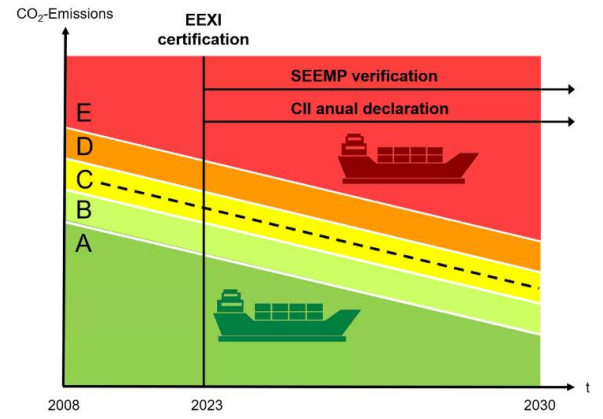 CO₂-Emissions
EEXI
certification
SEEMP verification
CII anual declaration
E
D
C
B
A
t
2008
2023
2030